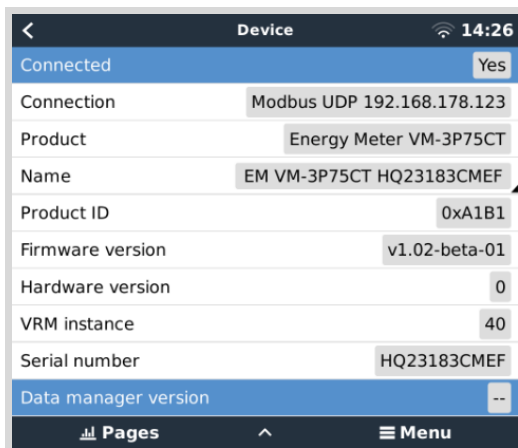 Device 14:26
Connected Yes
Connection Modbus UDP 192.168.178.123
Product Energy Meter VM-3P75CT
Name EM VM-3P75CT HQ23183CMEF
Product ID 0xA1B1
Firmware version v1.02-beta-01
Hardware version 0
VRM instance 40
Serial number HQ23183CMEF
Data manager version --
Pages Menu